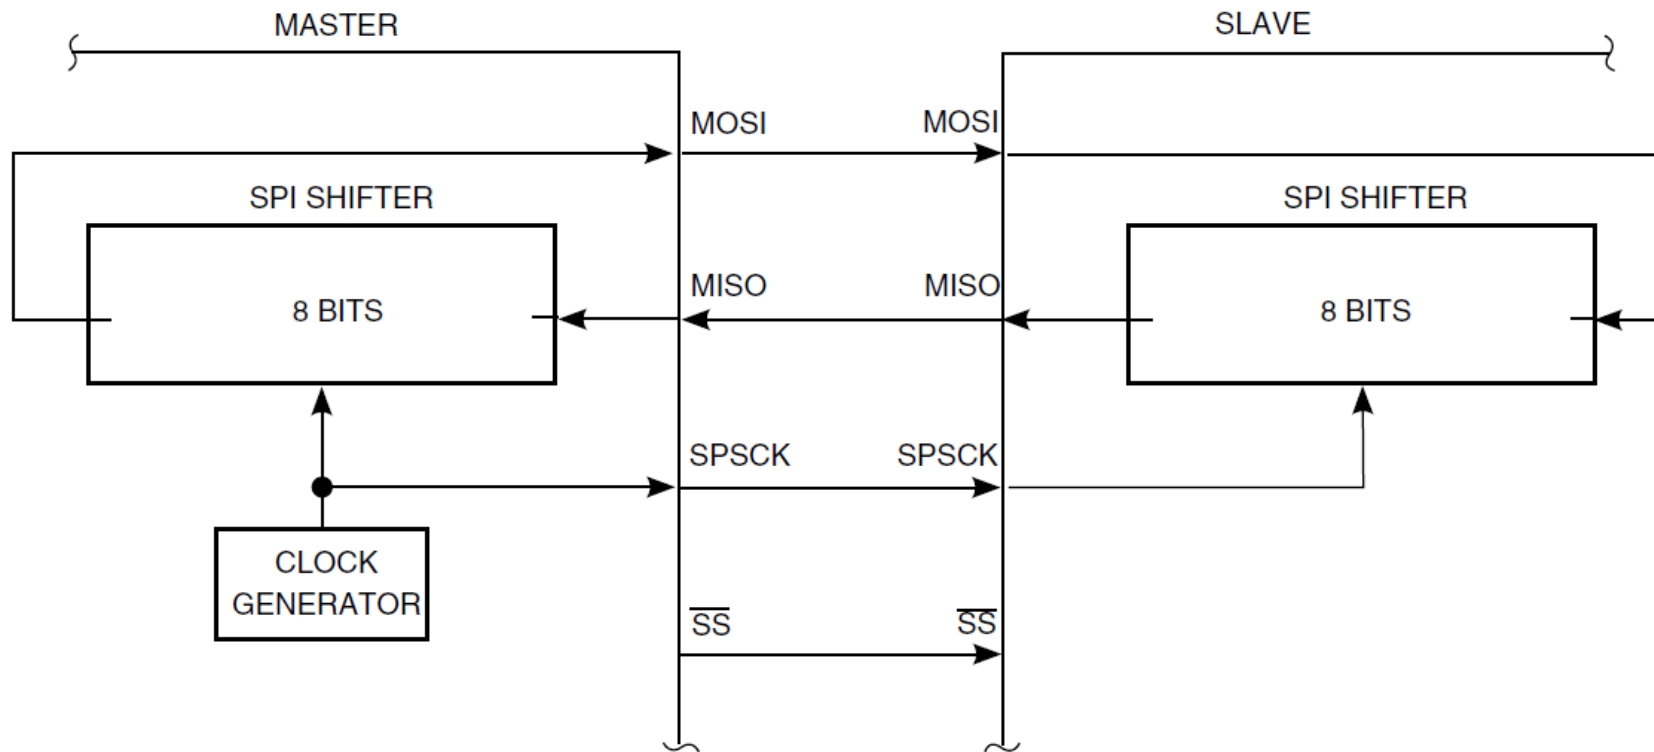 MASTER
SLAVE
MOSI
MOSI
SPI SHIFTER
SPI SHIFTER
MISO
MISO
8 BITS
8 BITS
SPSCK
SPSCK
CLOCK
GENERATOR
SS
SS